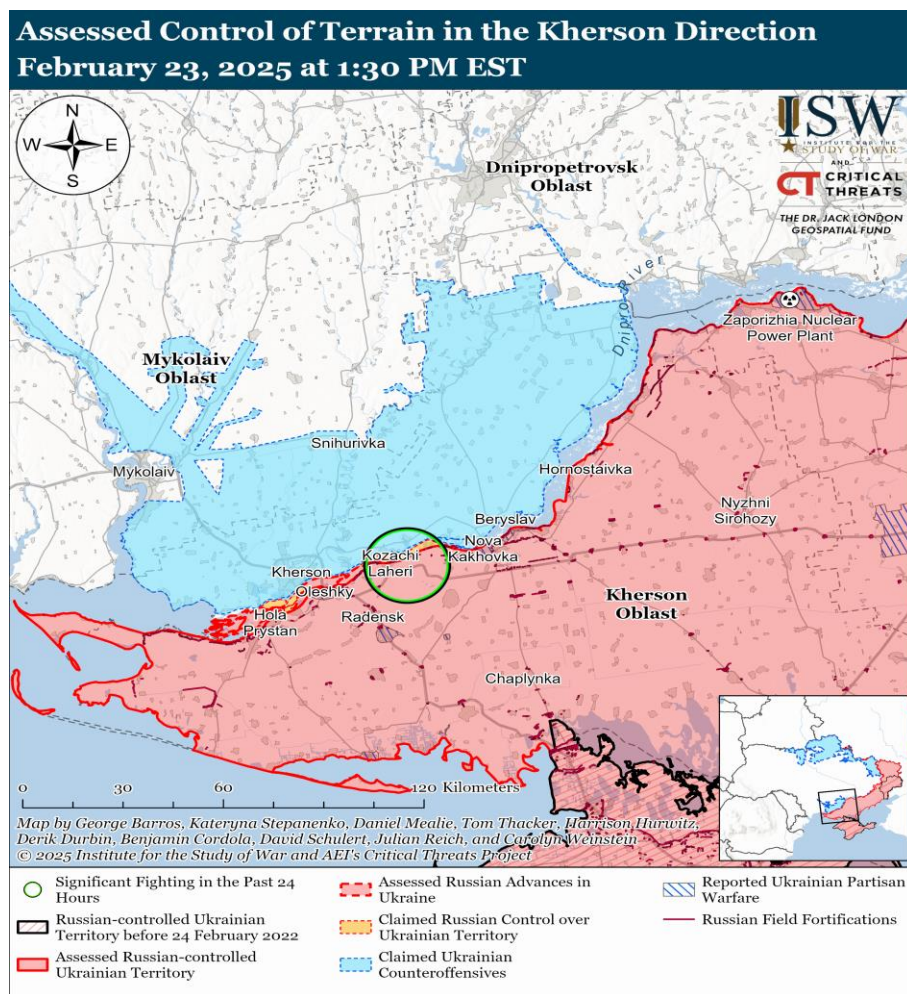 Assessed Control of Terrain in the Kherson Direction
February 23, 2025 at 1:30 PM EST
N
W
E
S
ISW
INSTITUTE FOR THE
STUDY OF WAR
AND
CT CRITICAL
THREATS
THE DR. JACK LONDON
GEOSPATIAL FUND
Dnipropetrovsk
Oblast
Dnipro River
Zaporizhia Nuclear
Power Plant
Mykolaiv
Oblast
Snihurivka
Mykolaiv
Hornostaivka
Nyzhni
Sirohozy
Beryslav
Nova
Kakhovka
Kozachi
Laheri
Kherson
Oleshky
Kherson
Oblast
Hola
Prystan
Radensk
Chaplynka
0 30 60 120 Kilometers
Map by George Barros, Kateryna Stepanenko, Daniel Mealie, Tom Thacker, Harrison Hurwitz,
Derik Durbin, Benjamin Cordola, David Schulert, Julian Reich, and Carolyn Weinstein
© 2025 Institute for the Study of War and AEI's Critical Threats Project
Significant Fighting in the Past 24
Hours
Russian-controlled Ukrainian
Territory before 24 February 2022
Assessed Russian-controlled
Ukrainian Territory
Assessed Russian Advances in
Ukraine
Claimed Russian Control over
Ukrainian Territory
Claimed Ukrainian
Counteroffensives
Reported Ukrainian Partisan
Warfare
Russian Field Fortifications